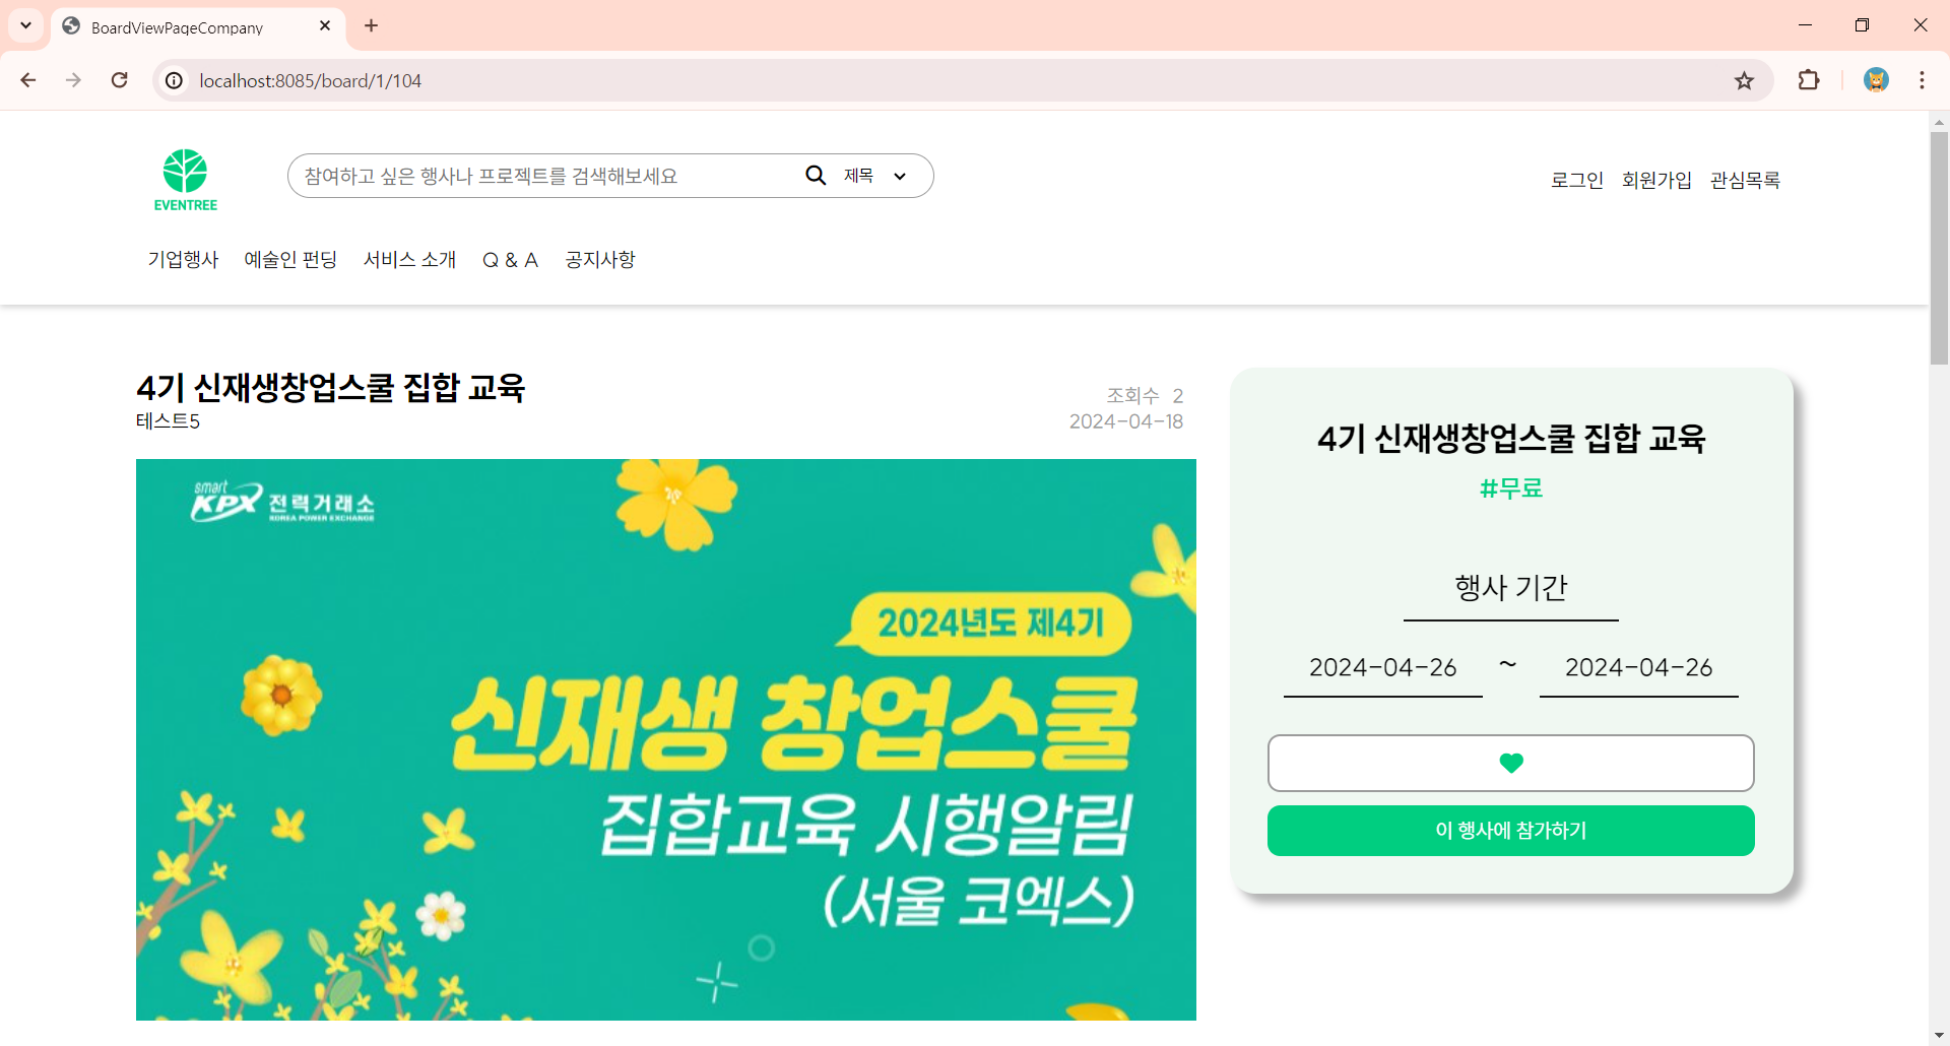 BoardViewPageCompany
localhost:8085/board/1/104
EVENTREE
참여하고 싶은 행사나 프로젝트를 검색해보세요
제목
로그인 회원가입 관심목록
기업행사 예술인 펀딩 서비스 소개 Q & A 공지사항
4기 신재생창업스쿨 집합 교육
테스트5
조회수 2
2024-04-18
smart
KPX 전력거래소
KOREA POWER EXCHANGE
2024년도 제4기
신재생 창업스쿨
집합교육 시행알림
(서울 코엑스)
4기 신재생창업스쿨 집합 교육
#무료
행사 기간
2024-04-26 ~ 2024-04-26
이 행사에 참가하기